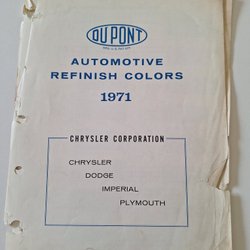 DU PONT
AUTOMOTIVE
REFINISH COLORS
1971
CHRYSLER CORPORATION
CHRYSLER
DODGE
IMPERIAL
PLYMOUTH